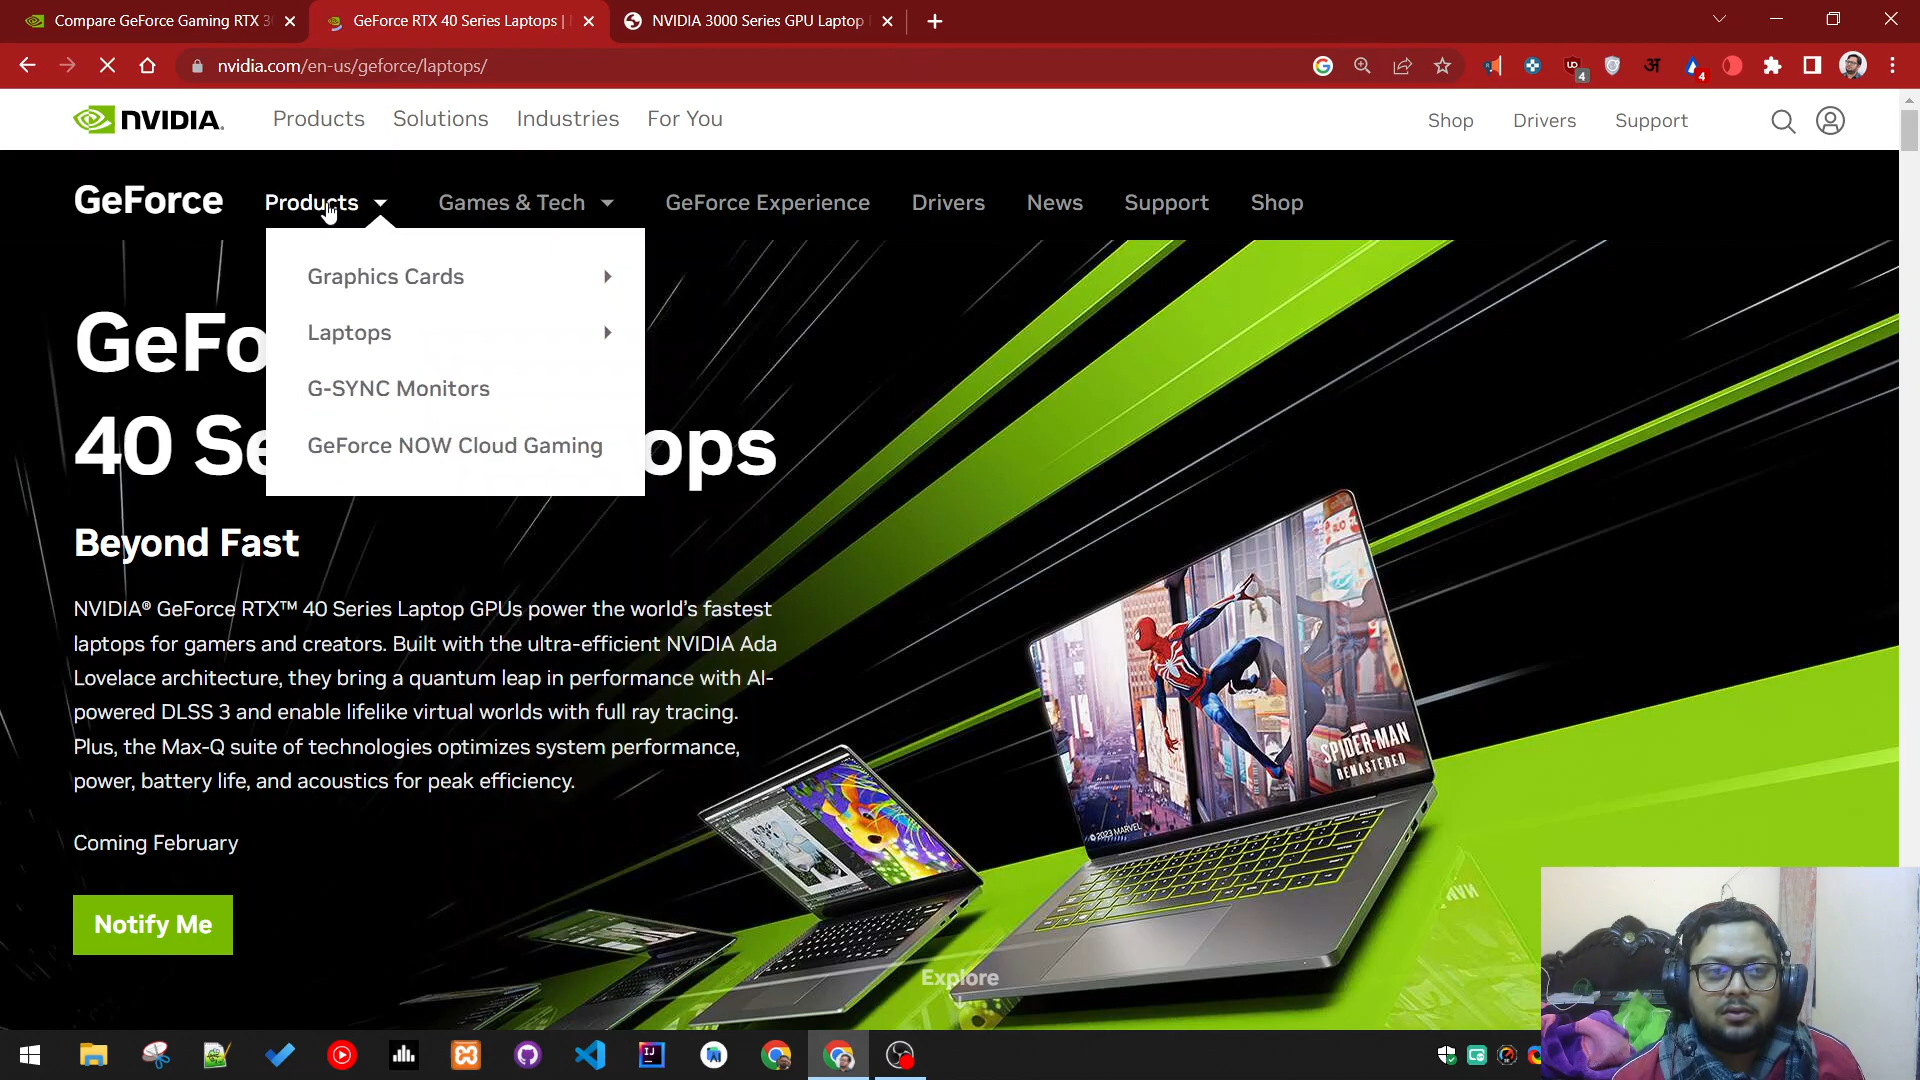 Compare GeForce Gaming RTX 3
GeForce RTX 40 Series Laptops |
NVIDIA 3000 Series GPU Laptop
nvidia.com/en-us/geforce/laptops/
4
अ
4
NVIDIA.
Products
Solutions
Industries
For You
Shop
Drivers
Support
GeForce
Products
Games & Tech
GeForce Experience
Drivers
News
Support
Shop
Graphics Cards
Laptops
G-SYNC Monitors
GeForce NOW Cloud Gaming
GeFo
40 Se
ops
Beyond Fast
NVIDIA® GeForce RTX™ 40 Series Laptop GPUs power the world's fastest
laptops for gamers and creators. Built with the ultra-efficient NVIDIA Ada
Lovelace architecture, they bring a quantum leap in performance with AI-
powered DLSS 3 and enable lifelike virtual worlds with full ray tracing.
Plus, the Max-Q suite of technologies optimizes system performance,
power, battery life, and acoustics for peak efficiency.
Coming February
Notify Me
SPIDER-MAN
REMASTERED
© 2023 MARVEL
Explore